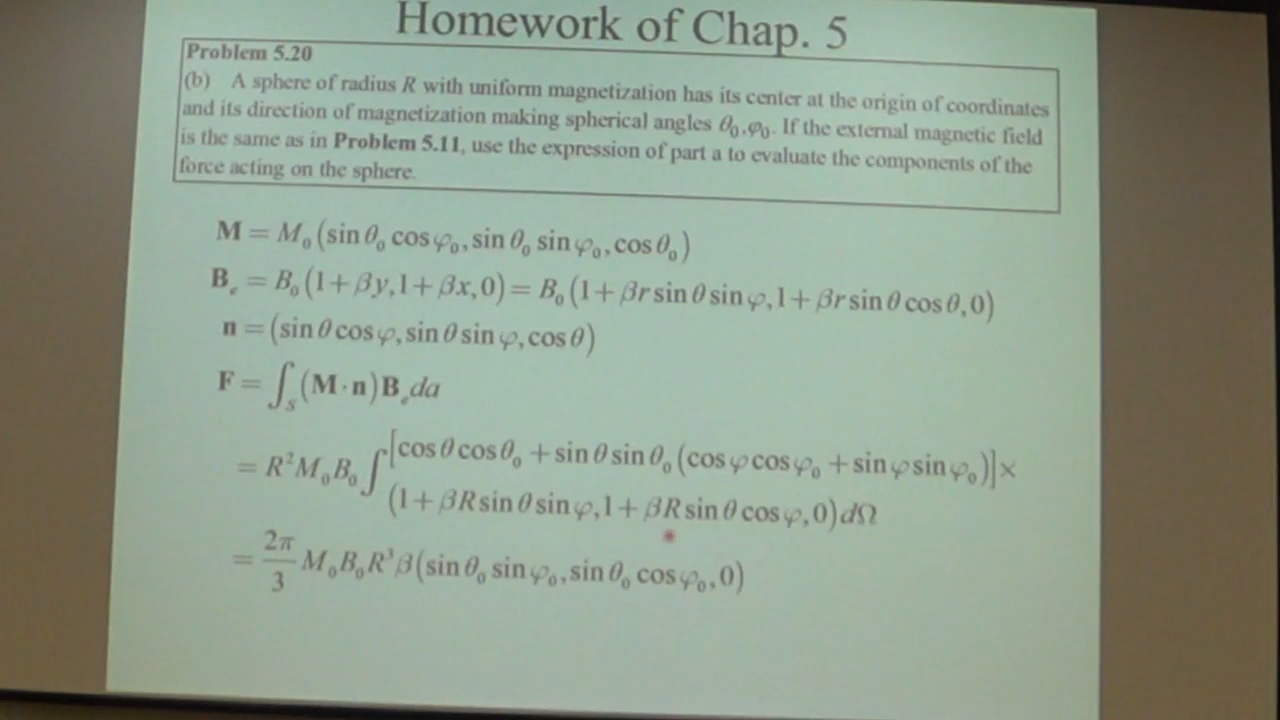 Homework of Chap. 5
Problem 5.20
(b) A sphere of radius R with uniform magnetization has its center at the origin of coordinates
and its direction of magnetization making spherical angles θ₀,φ₀. If the external magnetic field
is the same as in Problem 5.11, use the expression of part a to evaluate the components of the
force acting on the sphere.
M = M₀(sin θ₀ cos φ₀, sin θ₀ sin φ₀, cos θ₀)
Bₑ = B₀(1+βy,1+βx,0) = B₀(1+βr sin θ sin φ,1+βr sin θ cos θ,0)
n = (sin θ cos φ, sin θ sin φ, cos θ)
F = ∫ₛ(M·n)Bₑda
= R²M₀B₀∫[cos θ cos θ₀ + sin θ sin θ₀(cos φ cos φ₀ + sin φ sin φ₀)]×
(1+βR sin θ sin φ,1+βR sin θ cos φ,0)dΩ
= 2π/3 M₀B₀R³β(sin θ₀ sin φ₀, sin θ₀ cos φ₀,0)